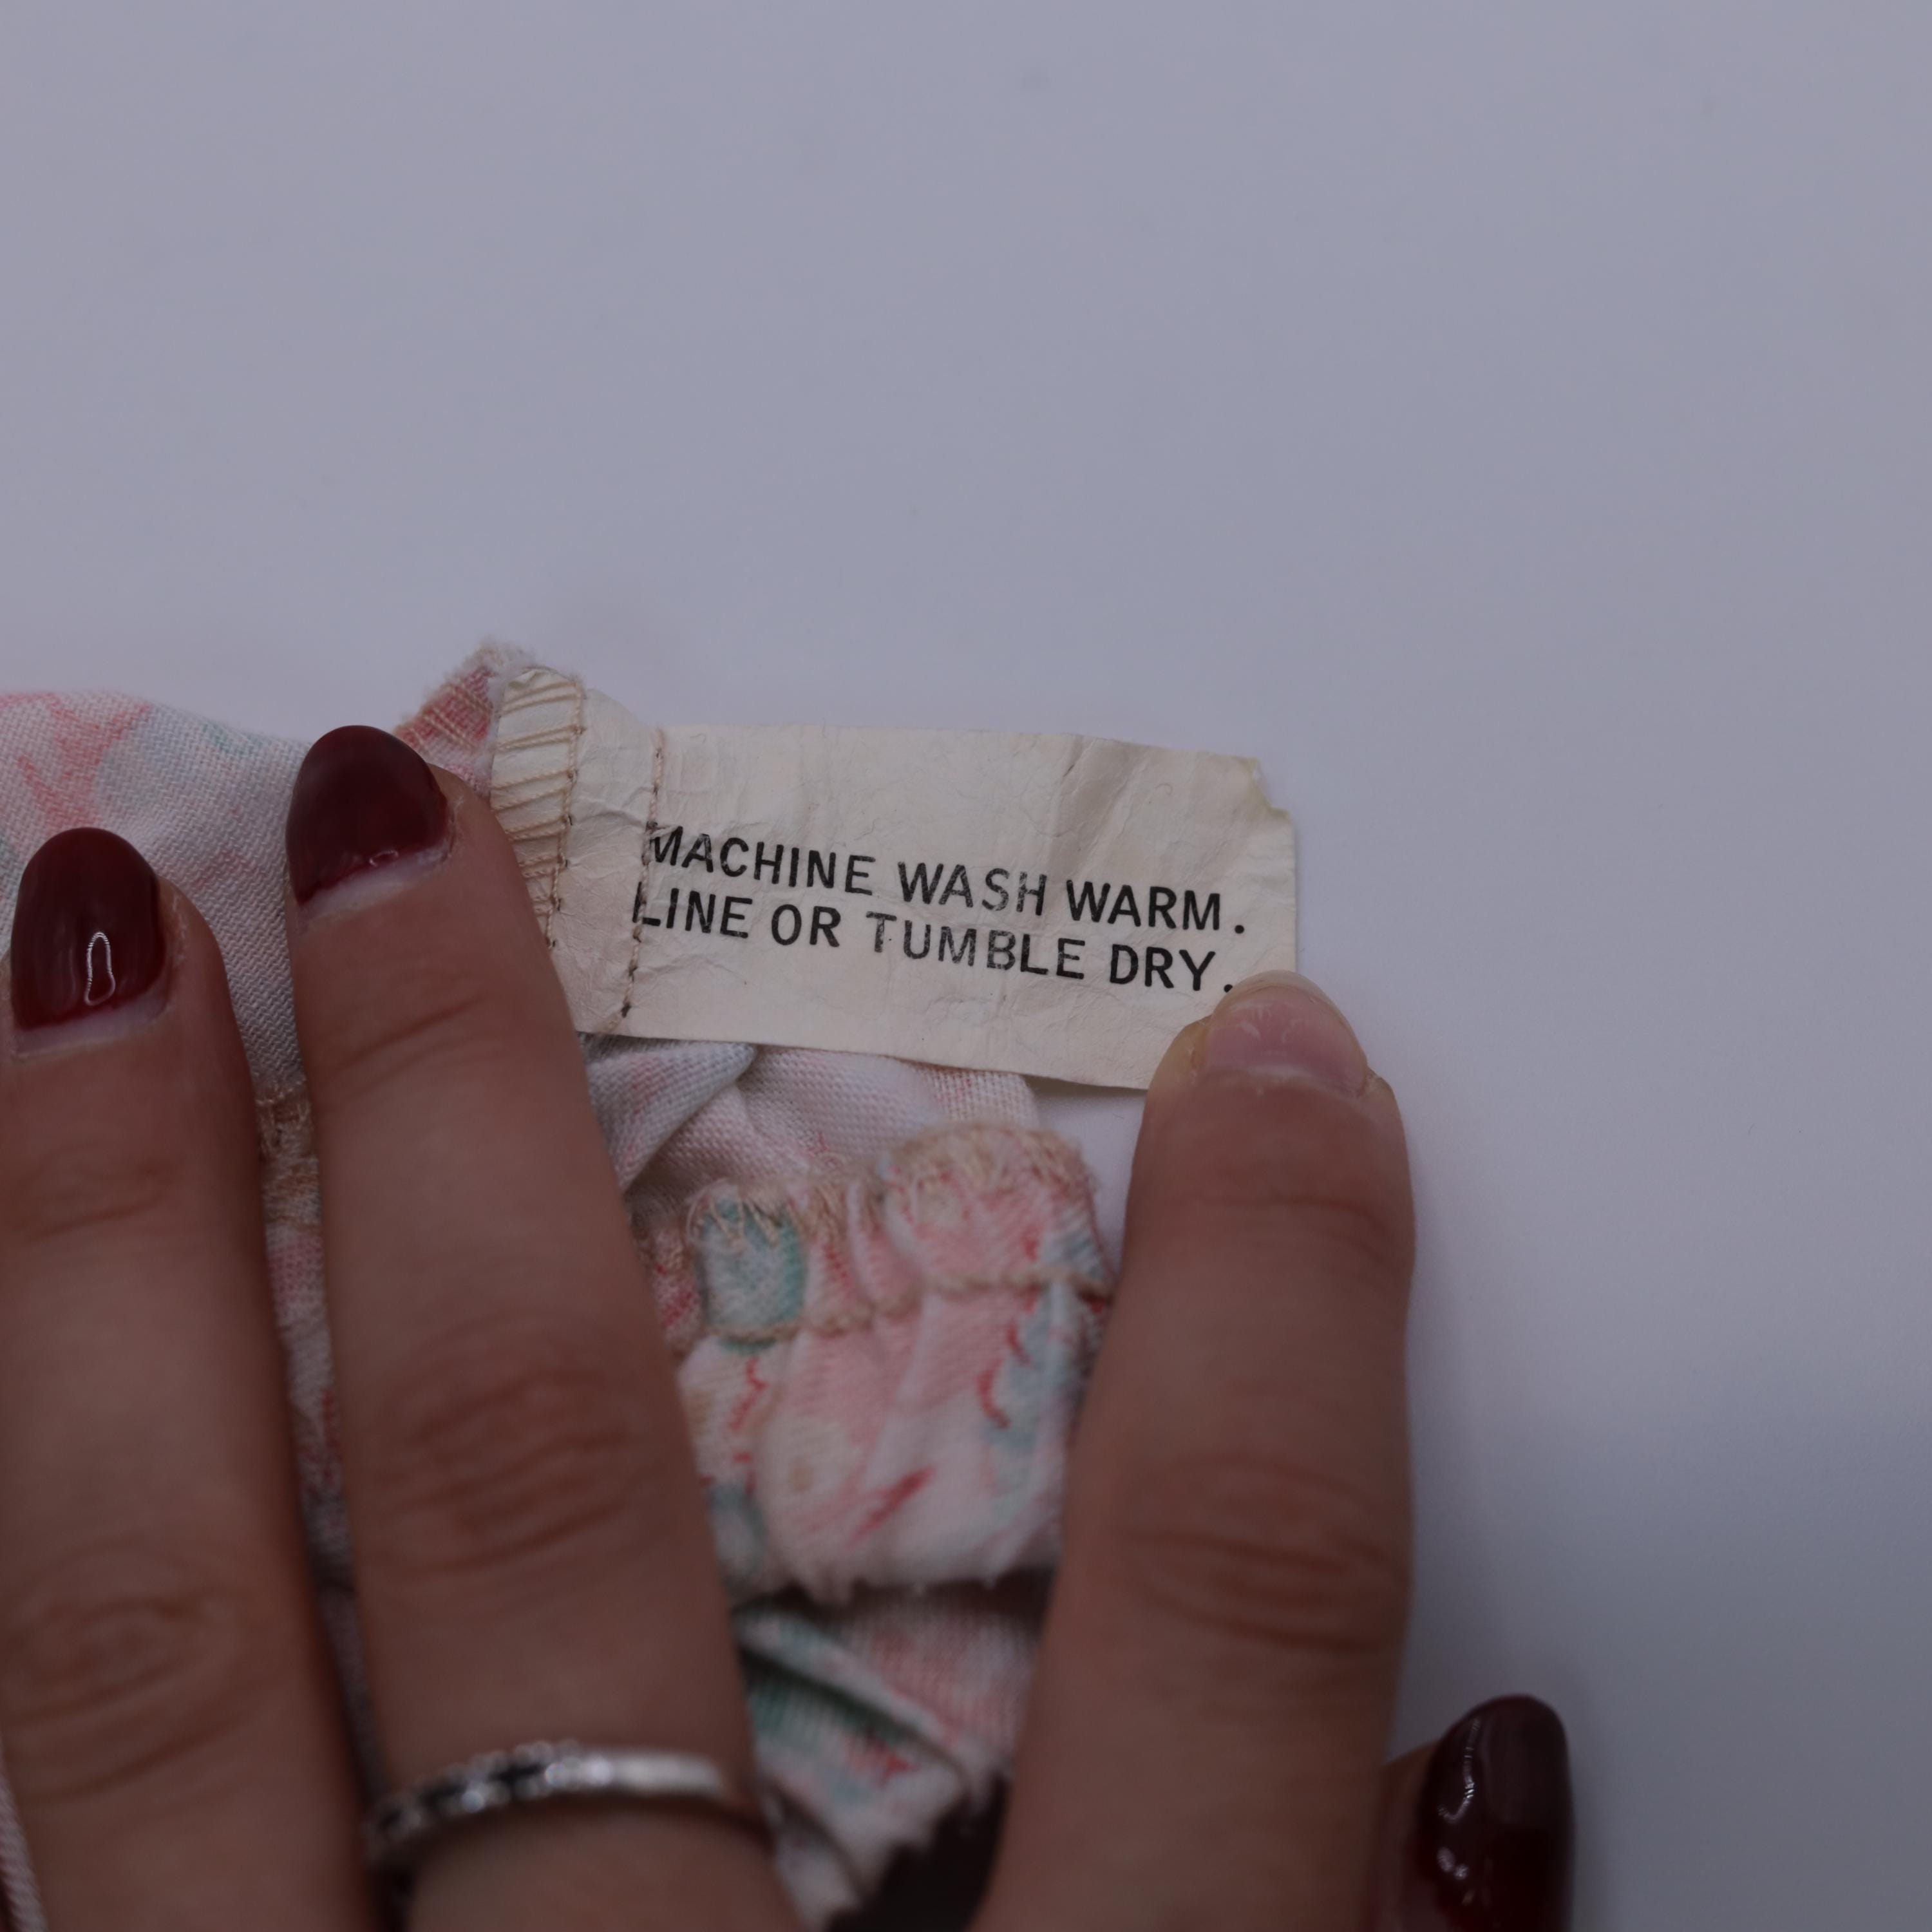 MACHINE WASH WARM.
LINE OR TUMBLE DRY.